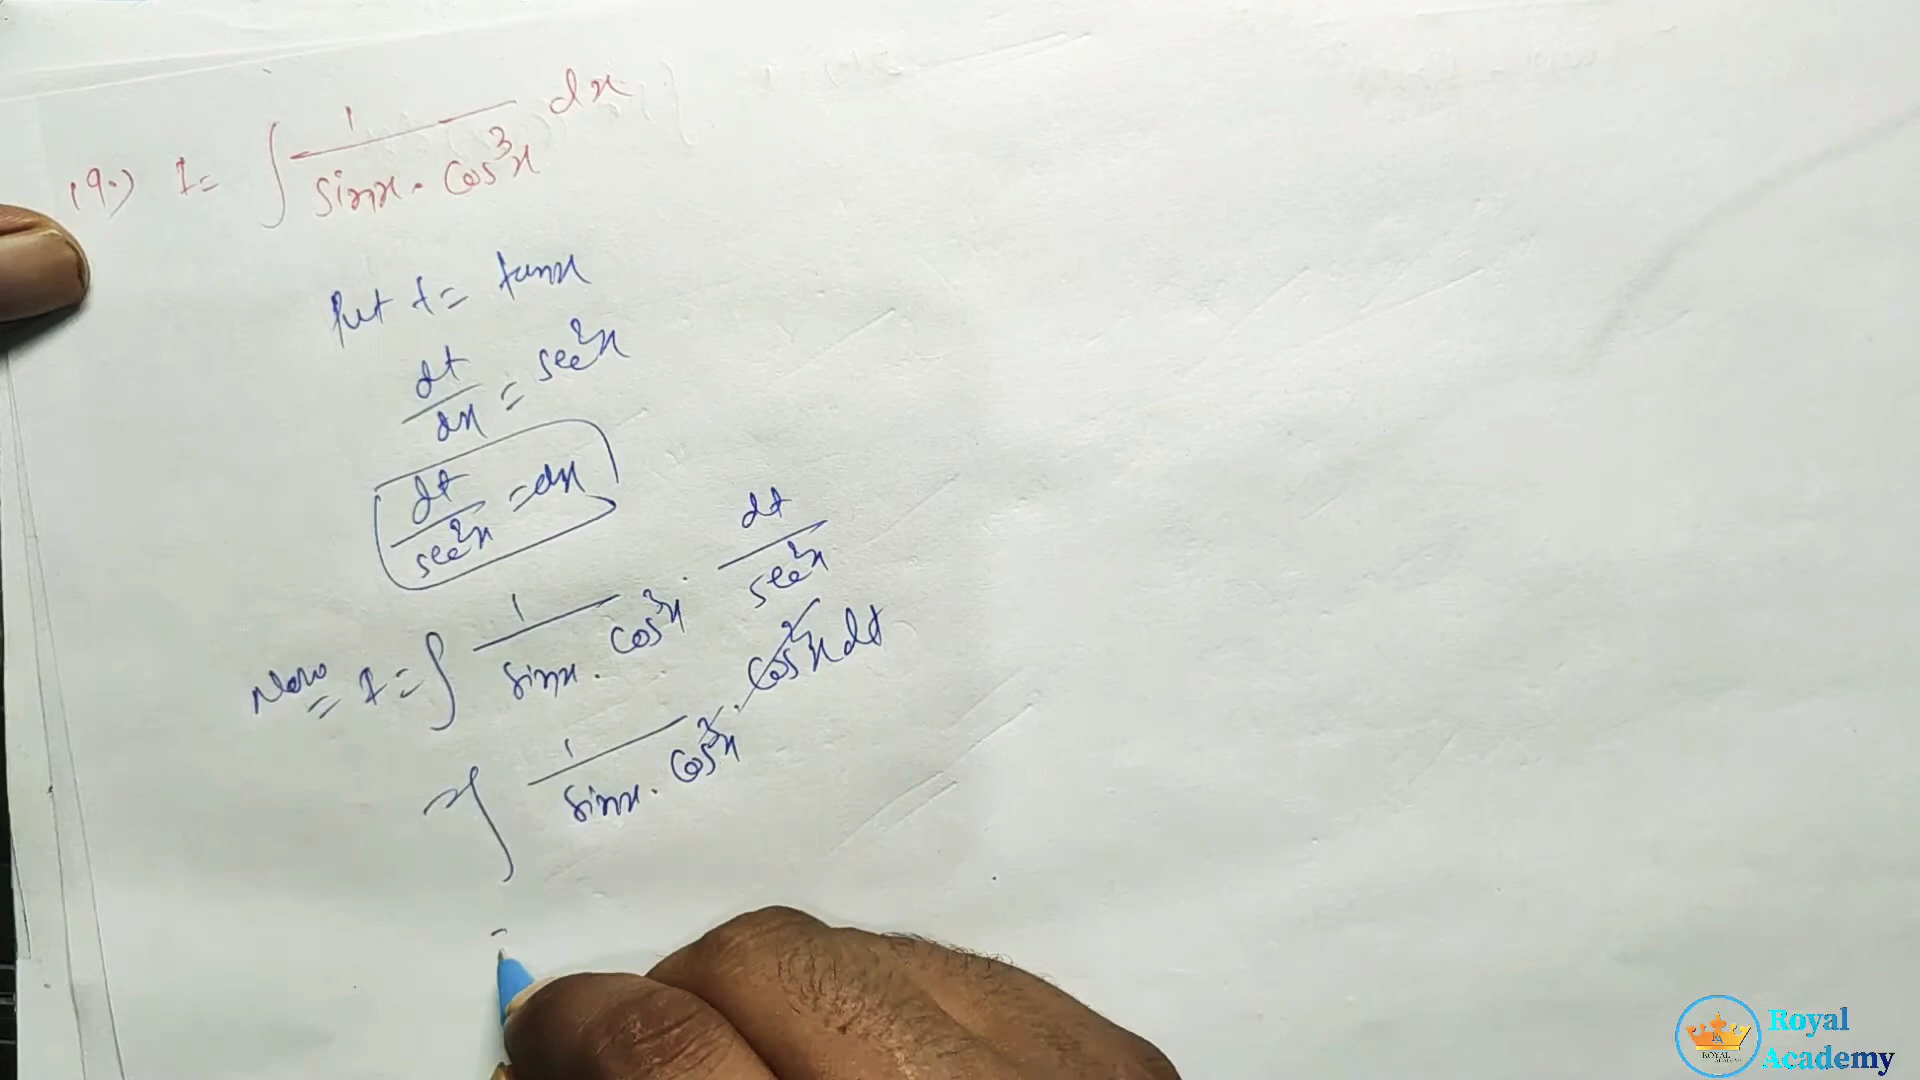 (9.) I = ∫ 1/(sinx · cos³x) dx
Put t = tanx
dt/dx = sec²x
dt/sec²x = dx
Now I = ∫ 1/(sinx · cos³x) · dt/sec²x
= ∫ 1/(sinx · cos³x) · cos²x dt
=
Royal
Academy
ROYAL